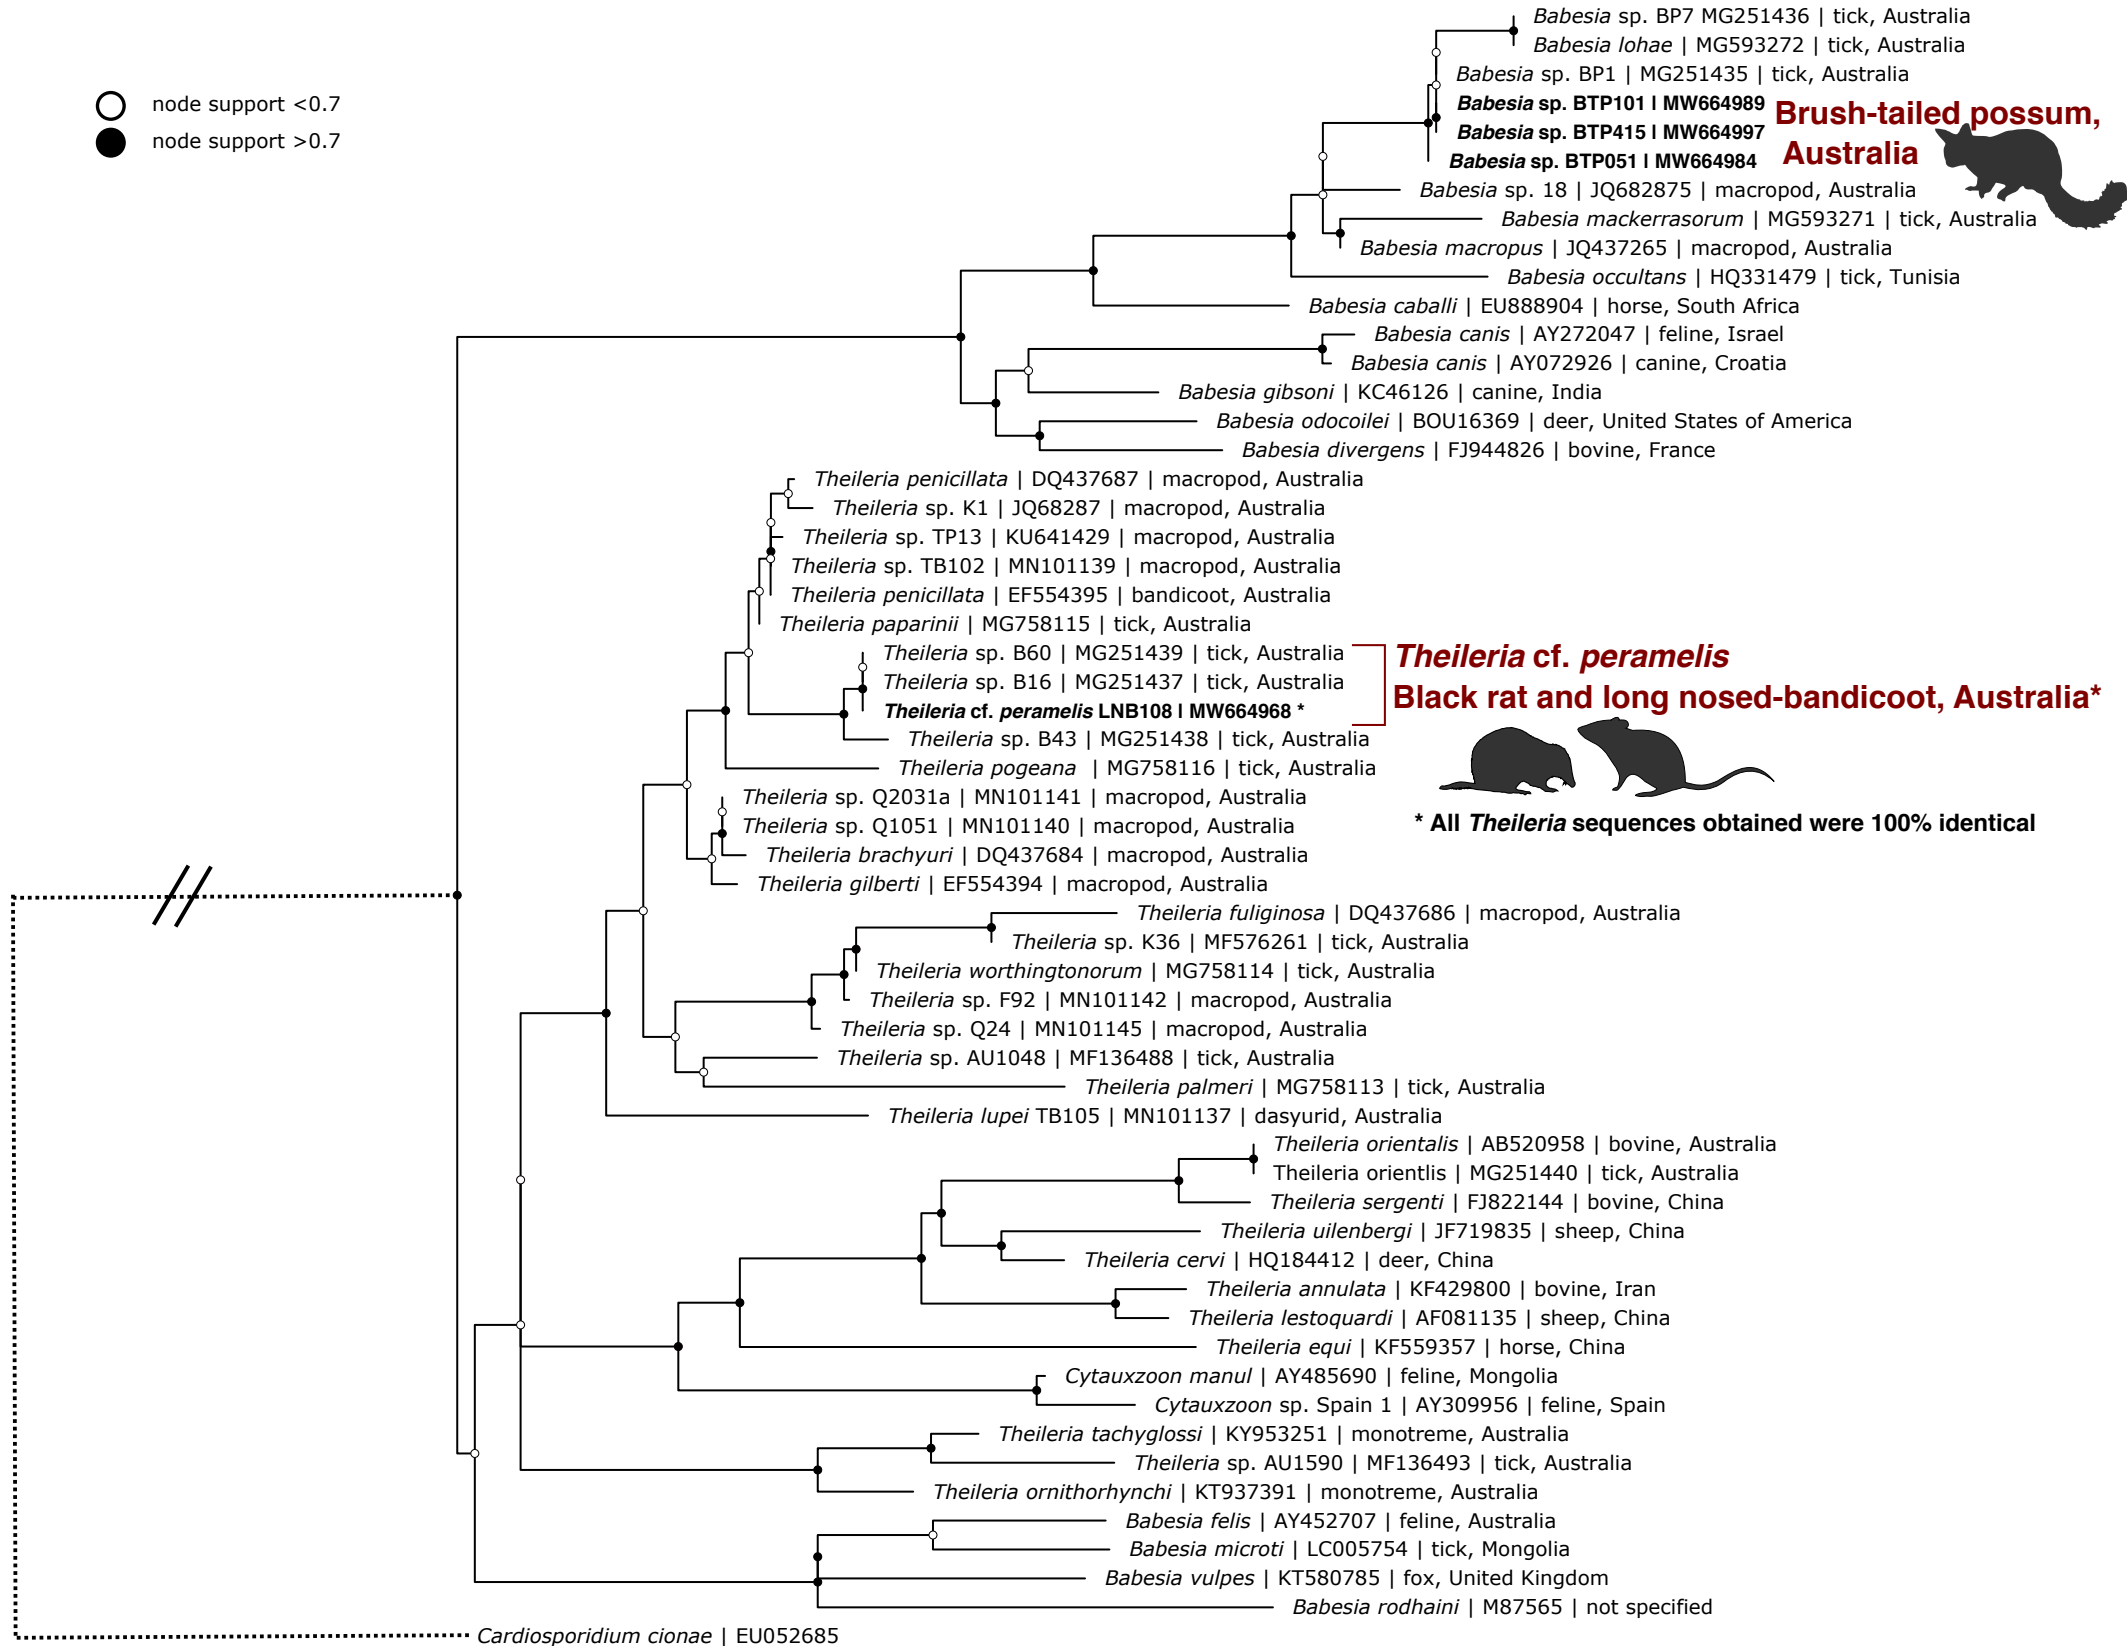 Babesia sp. BP7 MG251436 | tick, Australia
Babesia lohae | MG593272 | tick, Australia
node support <0.7
node support >0.7
Babesia sp. BP1 | MG251435 | tick, Australia
Babesia sp. BTP101 | MW664989
Babesia sp. BTP415 | MW664997
Babesia sp. BTP051 | MW664984
Brush-tailed possum,
Australia
Babesia sp. 18 | JQ682875 | macropod, Australia
Babesia mackerrasorum | MG593271 | tick, Australia
Babesia macropus | JQ437265 | macropod, Australia
Babesia occultans | HQ331479 | tick, Tunisia
Babesia caballi | EU888904 | horse, South Africa
Babesia canis | AY272047 | feline, Israel
Babesia canis | AY072926 | canine, Croatia
Babesia gibsoni | KC46126 | canine, India
Babesia odocoilei | BOU16369 | deer, United States of America
Babesia divergens | FJ944826 | bovine, France
Theileria penicillata | DQ437687 | macropod, Australia
Theileria sp. K1 | JQ68287 | macropod, Australia
Theileria sp. TP13 | KU641429 | macropod, Australia
Theileria sp. TB102 | MN101139 | macropod, Australia
Theileria penicillata | EF554395 | bandicoot, Australia
Theileria paparinii | MG758115 | tick, Australia
Theileria sp. B60 | MG251439 | tick, Australia
Theileria sp. B16 | MG251437 | tick, Australia
Theileria cf. peramelis LNB108 | MW664968 *
Theileria cf. peramelis
Black rat and long nosed-bandicoot, Australia*
Theileria sp. B43 | MG251438 | tick, Australia
Theileria pogeana | MG758116 | tick, Australia
Theileria sp. Q2031a | MN101141 | macropod, Australia
Theileria sp. Q1051 | MN101140 | macropod, Australia
* All Theileria sequences obtained were 100% identical
Theileria brachyuri | DQ437684 | macropod, Australia
Theileria gilberti | EF554394 | macropod, Australia
Theileria fuliginosa | DQ437686 | macropod, Australia
Theileria sp. K36 | MF576261 | tick, Australia
Theileria worthingtonorum | MG758114 | tick, Australia
Theileria sp. F92 | MN101142 | macropod, Australia
Theileria sp. Q24 | MN101145 | macropod, Australia
Theileria sp. AU1048 | MF136488 | tick, Australia
Theileria palmeri | MG758113 | tick, Australia
Theileria lupei TB105 | MN101137 | dasyurid, Australia
Theileria orientalis | AB520958 | bovine, Australia
Theileria orientlis | MG251440 | tick, Australia
Theileria sergenti | FJ822144 | bovine, China
Theileria uilenbergi | JF719835 | sheep, China
Theileria cervi | HQ184412 | deer, China
Theileria annulata | KF429800 | bovine, Iran
Theileria lestoquardi | AF081135 | sheep, China
Theileria equi | KF559357 | horse, China
Cytauxzoon manul | AY485690 | feline, Mongolia
Cytauxzoon sp. Spain 1 | AY309956 | feline, Spain
Theileria tachyglossi | KY953251 | monotreme, Australia
Theileria sp. AU1590 | MF136493 | tick, Australia
Theileria ornithorhynchi | KT937391 | monotreme, Australia
Babesia felis | AY452707 | feline, Australia
Babesia microti | LC005754 | tick, Mongolia
Babesia vulpes | KT580785 | fox, United Kingdom
Babesia rodhaini | M87565 | not specified
Cardiosporidium cionae | EU052685